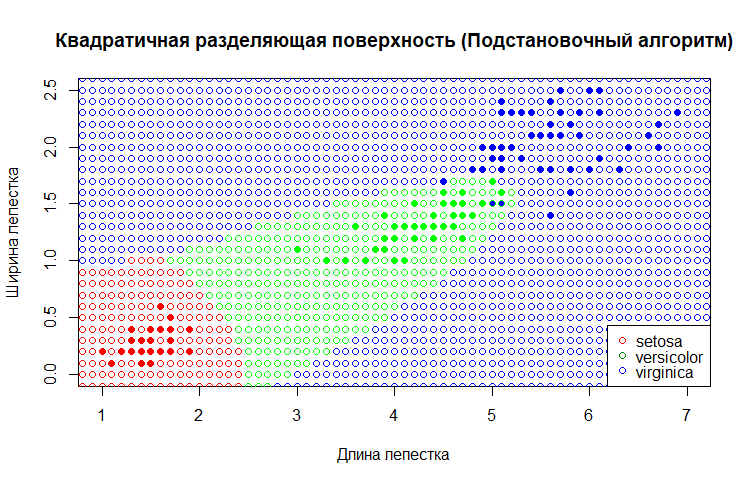 Квадратичная разделяющая поверхность (Подстановочный алгоритм)
2.5
2.0
1.5
1.0
0.5
0.0
Ширина лепестка
setosa
versicolor
virginica
1 2 3 4 5 6 7
Длина лепестка